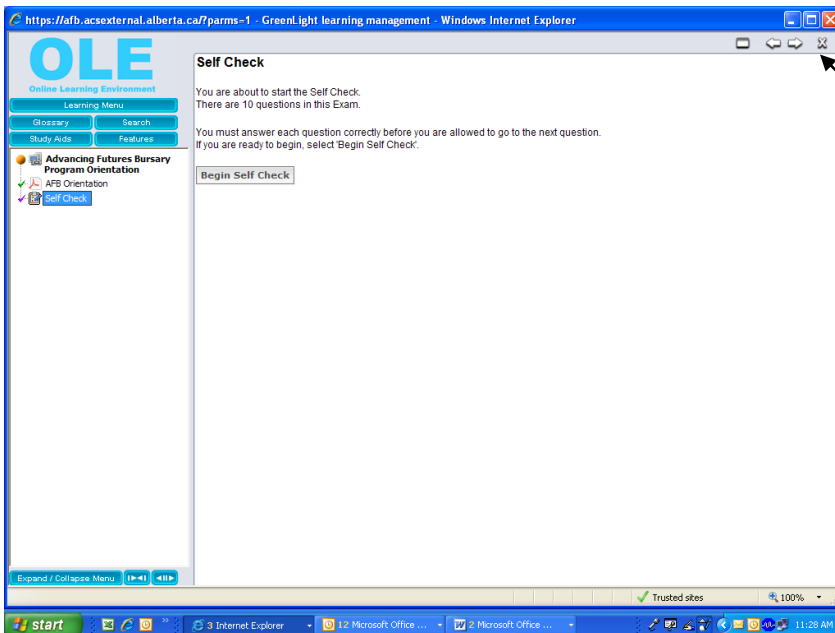 https://afb.acsexternal.alberta.ca/?parms=1 - GreenLight learning management - Windows Internet Explorer
OLE
Online Learning Environment
Learning Menu
Glossary Search
Study Aids Features
Advancing Futures Bursary
Program Orientation
AFB Orientation
Self Check
Self Check
You are about to start the Self Check.
There are 10 questions in this Exam.
You must answer each question correctly before you are allowed to go to the next question.
If you are ready to begin, select 'Begin Self Check'.
Begin Self Check
Expand / Collapse Menu
Trusted sites 100%
start 3 Internet Explorer 12 Microsoft Office ... 2 Microsoft Office ... 11:28 AM